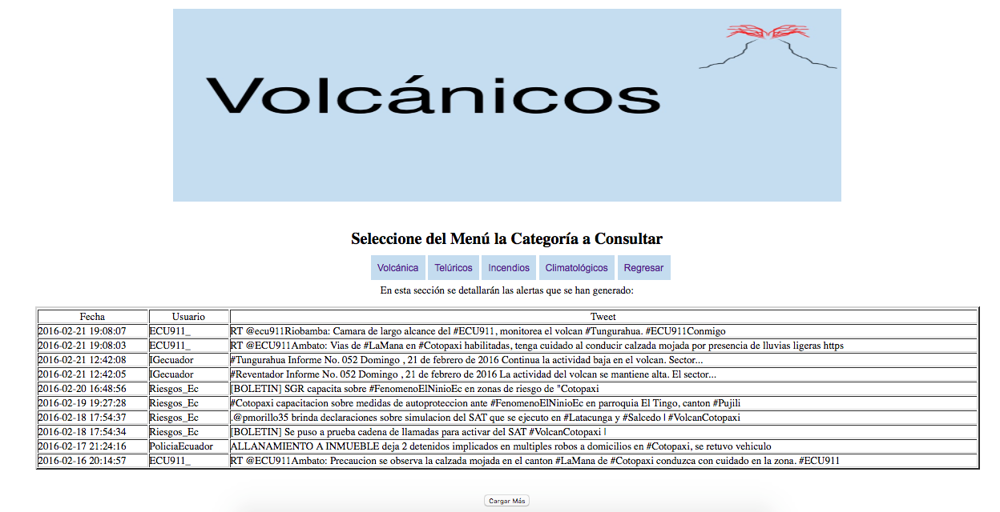 Volcánicos
Seleccione del Menú la Categoría a Consultar
Volcánica Telúricos Incendios Climatológicos Regresar
En esta sección se detallarán las alertas que se han generado:
Fecha Usuario Tweet
2016-02-21 19:08:07 ECU911_ RT @ecu911Riobamba: Camara de largo alcance del #ECU911, monitorea el volcan #Tungurahua. #ECU911Conmigo
2016-02-21 19:08:03 ECU911_ RT @ECU911Ambato: Vias de #LaMana en #Cotopaxi habilitadas, tenga cuidado al conducir calzada mojada por presencia de lluvias ligeras https
2016-02-21 12:42:08 IGecuador #Tungurahua Informe No. 052 Domingo , 21 de febrero de 2016 Continua la actividad baja en el volcan. Sector...
2016-02-21 12:42:05 IGecuador #Reventador Informe No. 052 Domingo , 21 de febrero de 2016 La actividad del volcan se mantiene alta. El sector...
2016-02-20 16:48:56 Riesgos_Ec [BOLETIN] SGR capacita sobre #FenomenoElNinioEc en zonas de riesgo de "Cotopaxi
2016-02-19 19:27:28 Riesgos_Ec #Cotopaxi capacitacion sobre medidas de autoproteccion ante #FenomenoElNinioEc en parroquia El Tingo, canton #Pujili
2016-02-18 17:54:37 Riesgos_Ec .@pmorillo35 brinda declaraciones sobre simulacion del SAT que se ejecuto en #Latacunga y #Salcedo | #VolcanCotopaxi
2016-02-18 17:54:34 Riesgos_Ec [BOLETIN] Se puso a prueba cadena de llamadas para activar del SAT #VolcanCotopaxi |
2016-02-17 21:24:16 PoliciaEcuador ALLANAMIENTO A INMUEBLE deja 2 detenidos implicados en multiples robos a domicilios en #Cotopaxi, se retuvo vehiculo
2016-02-16 20:14:57 ECU911_ RT @ECU911Ambato: Precaucion se observa la calzada mojada en el canton #LaMana de #Cotopaxi conduzca con cuidado en la zona. #ECU911
Cargar Más